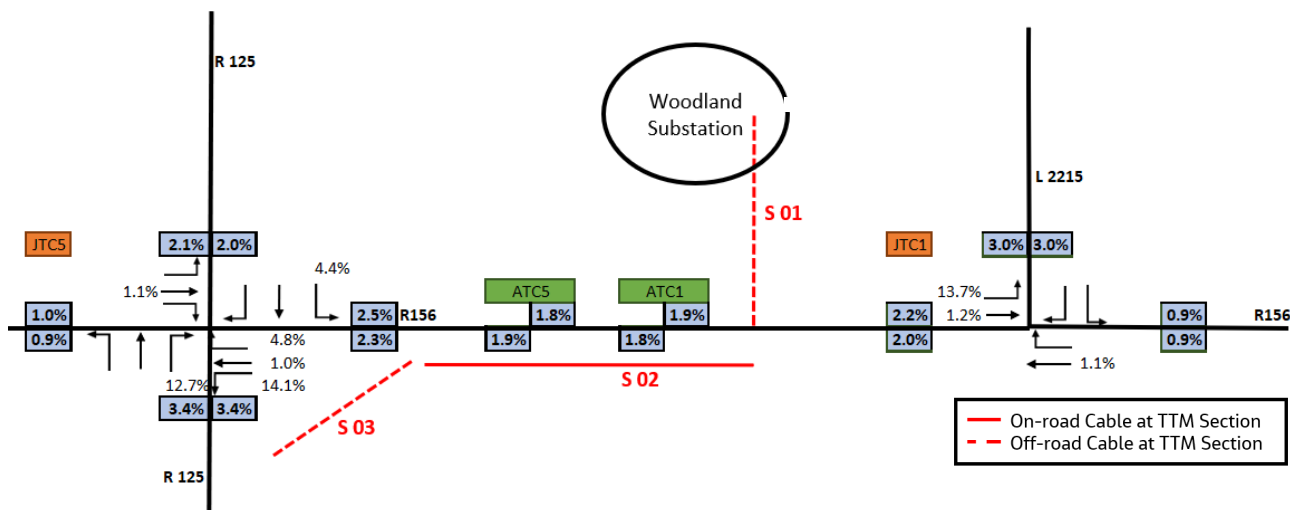 R 125
Woodland
Substation
L 2215
S 01
JTC5
2.1% 2.0%
JTC1
3.0% 3.0%
4.4%
1.1%
13.7%
1.2%
ATC5
ATC1
1.0%
0.9%
2.5%
2.3%
R156
1.8%
1.9%
1.9%
1.8%
2.2%
2.0%
0.9%
0.9%
R156
4.8%
1.0%
14.1%
12.7%
1.1%
S 02
3.4% 3.4%
S 03
R 125
On-road Cable at TTM Section
Off-road Cable at TTM Section